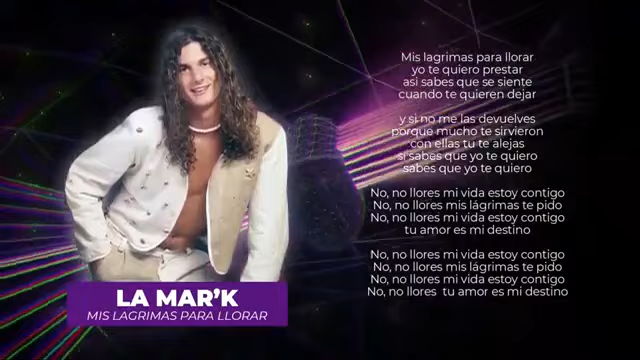 Mis lagrimas para llorar
yo te quiero prestar
asi sabes que se siente
cuando te quieren dejar
y si no me las devuelves
porque mucho te sirvieron
con ellas tu te alejas
si sabes que yo te quiero
sabes que yo te quiero
No, no llores mi vida estoy contigo
No, no llores mis lágrimas te pido
No, no llores mi vida estoy contigo
tu amor es mi destino
No, no llores mi vida estoy contigo
No, no llores mis lágrimas te pido
No, no llores mi vida estoy contigo
No, no llores tu amor es mi destino
LA MAR'K
MIS LAGRIMAS PARA LLORAR